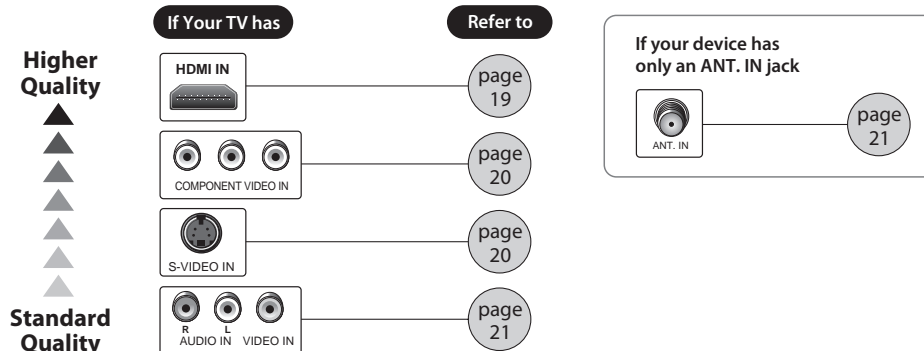 If Your TV has
Refer to
Higher
Quality
HDMI IN
page
19
COMPONENT VIDEO IN
page
20
S-VIDEO IN
page
20
R L
AUDIO IN VIDEO IN
page
21
Standard
Quality
If your device has
only an ANT. IN jack
ANT. IN
page
21